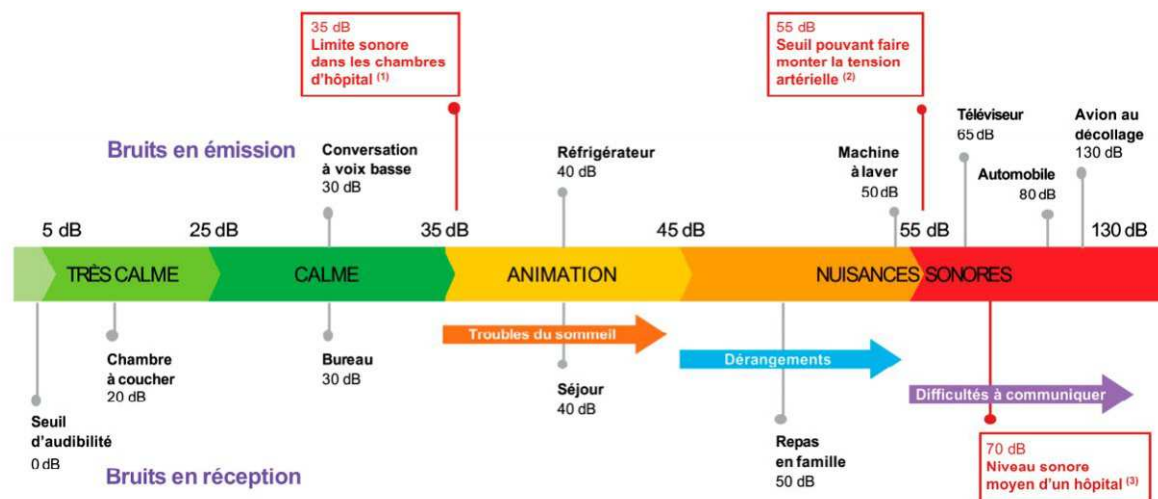 35 dB
Limite sonore
dans les chambres
d'hôpital (1)
55 dB
Seuil pouvant faire
monter la tension
artérielle (2)
Bruits en émission
Conversation
à voix basse
30 dB
Réfrigérateur
40 dB
Machine
à laver
50 dB
Téléviseur
65 dB
Automobile
80 dB
Avion au
décollage
130 dB
5 dB
25 dB
35 dB
45 dB
55 dB
130 dB
TRÈS CALME
CALME
ANIMATION
NUISANCES SONORES
Troubles du sommeil
Dérangements
Difficultés à communiquer
Seuil
d'audibilité
0 dB
Chambre
à coucher
20 dB
Bureau
30 dB
Séjour
40 dB
Repas
en famille
50 dB
70 dB
Niveau sonore
moyen d'un hôpital (3)
Bruits en réception